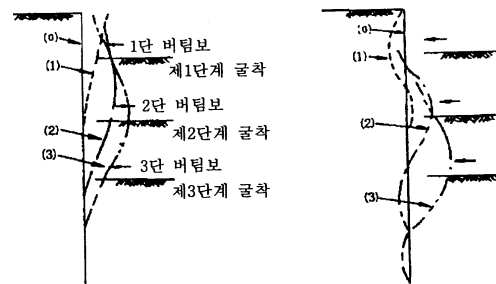 (0)
1단 버팀보
(1)
제1단계 굴착
2단 버팀보
(2)
제2단계 굴착
(3)
3단 버팀보
제3단계 굴착
(0)
(1)
(2)
(3)